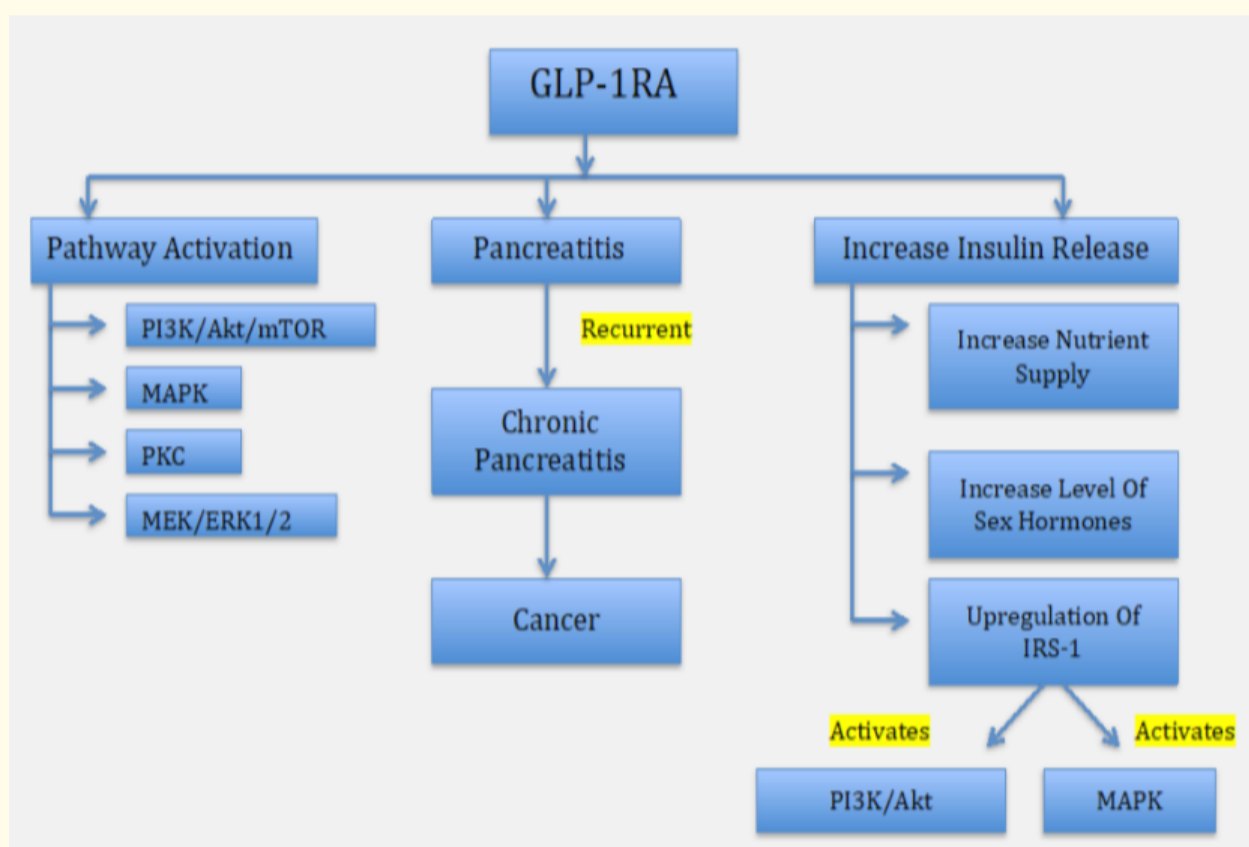 GLP-1RA
Pathway Activation
PI3K/Akt/mTOR
MAPK
PKC
MEK/ERK1/2
Pancreatitis
Recurrent
Chronic
Pancreatitis
Cancer
Increase Insulin Release
Increase Nutrient
Supply
Increase Level Of
Sex Hormones
Upregulation Of
IRS-1
Activates
Activates
PI3K/Akt
MAPK